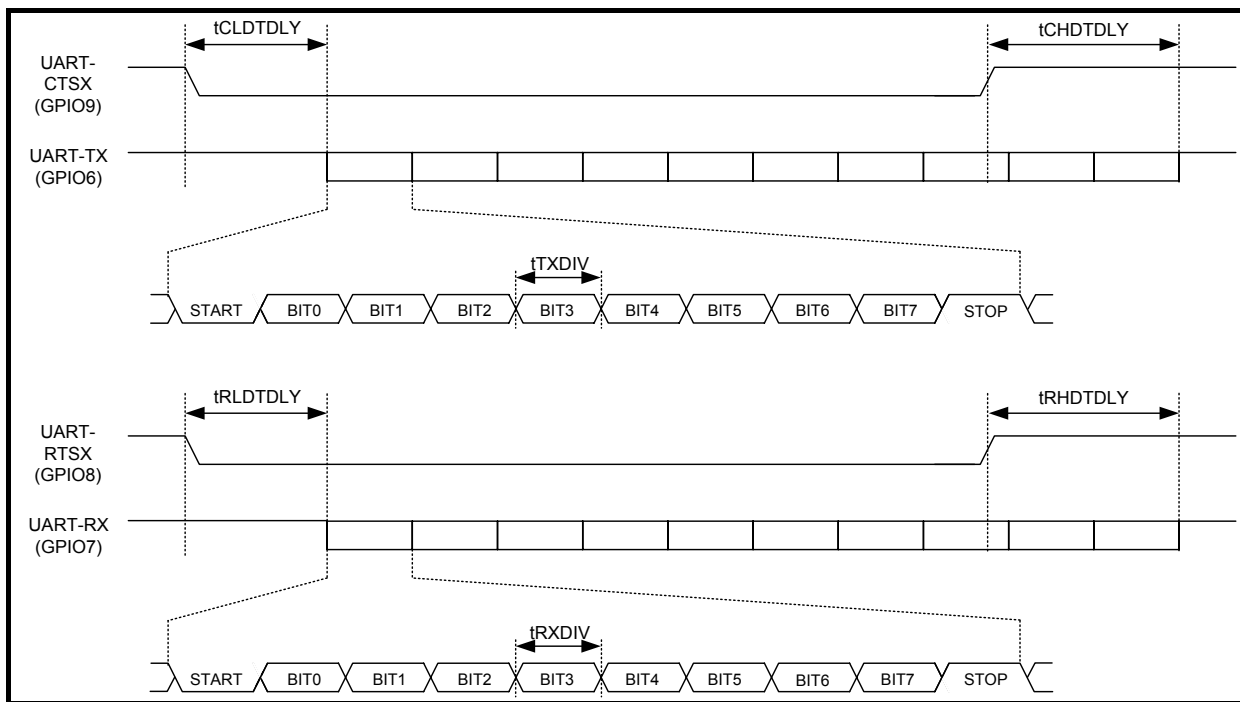 tCLDTDLY
tCHDTDLY
UART-
CTSX
(GPIO9)
UART-TX
(GPIO6)
tTXDIV
START BIT0 BIT1 BIT2 BIT3 BIT4 BIT5 BIT6 BIT7 STOP
tRLDTDLY
tRHDTDLY
UART-
RTSX
(GPIO8)
UART-RX
(GPIO7)
tRXDIV
START BIT0 BIT1 BIT2 BIT3 BIT4 BIT5 BIT6 BIT7 STOP